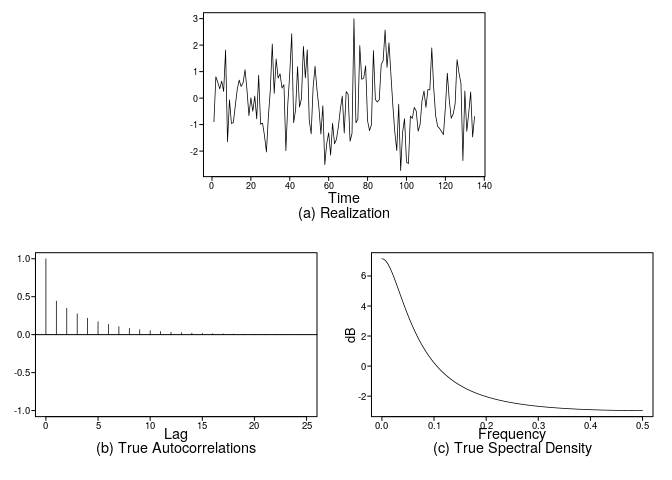 3
2
1
0
-1
-2
0 20 40 60 80 100 120 140
Time
(a) Realization
1.0
0.5
0.0
-0.5
-1.0
0 5 10 15 20 25
Lag
(b) True Autocorrelations
dB
6
4
2
0
-2
0.0 0.1 0.2 0.3 0.4 0.5
Frequency
(c) True Spectral Density